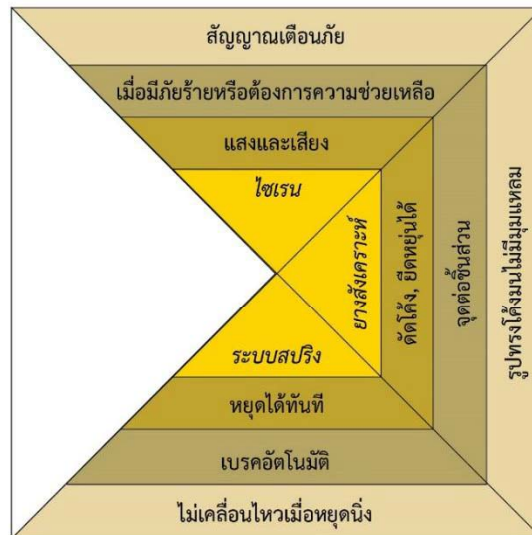 สัญญาณเตือนภัย
เมื่อมีภัยร้ายหรือต้องการความช่วยเหลือ
แสงและเสียง
ไซเรน
ยางสังเคราะห์
ดัดโค้ง, ยืดหยุ่นได้
จุดต่อชิ้นส่วน
รูปทรงโค้งมนไม่มีมุมแหลม
ระบบสปริง
หยุดได้ทันที
เบรคอัตโนมัติ
ไม่เคลื่อนไหวเมื่อหยุดนิ่ง